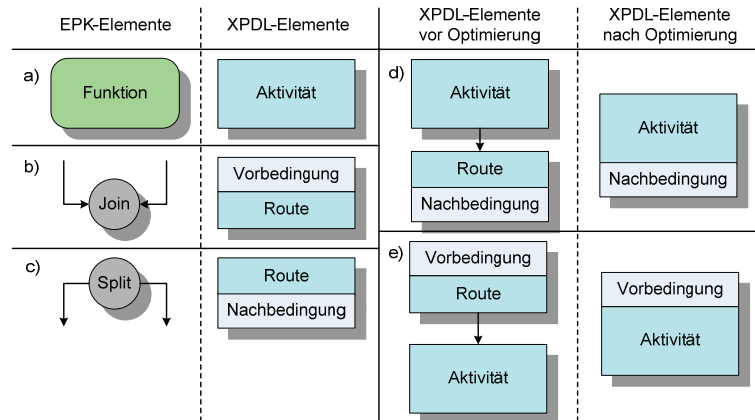 EPK-Elemente
XPDL-Elemente
XPDL-Elemente
vor Optimierung
XPDL-Elemente
nach Optimierung
a)
Funktion
Aktivität
b)
Join
Vorbedingung
Route
c)
Split
Route
Nachbedingung
d)
Aktivität
Route
Nachbedingung
Aktivität
Nachbedingung
e)
Vorbedingung
Route
Aktivität
Vorbedingung
Aktivität